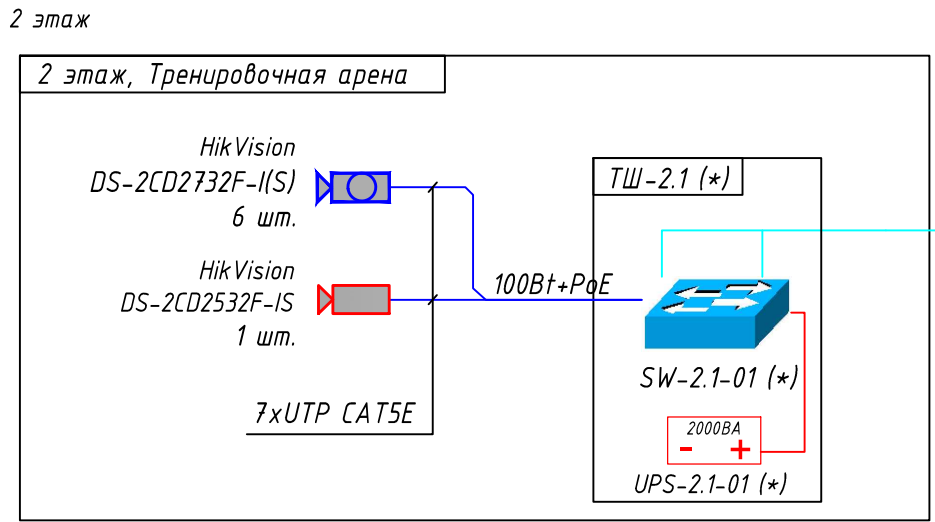 2 этаж
2 этаж, Тренировочная арена
HikVision
DS-2CD2732F-I(S)
6 шт.
ТШ-2.1 (*)
HikVision
DS-2CD2532F-IS
1 шт.
100Bt+PoE
SW-2.1-01 (*)
7xUTP CAT5E
2000ВА
- +
UPS-2.1-01 (*)